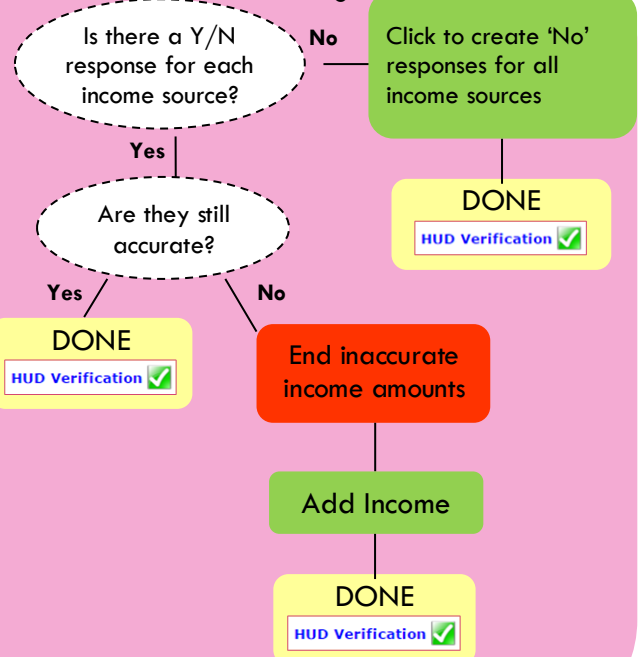 Is there a Y/N
response for each
income source?
No
Click to create ‘No’
responses for all
income sources
Yes
DONE
HUD Verification
Are they still
accurate?
Yes
No
DONE
HUD Verification
End inaccurate
income amounts
Add Income
DONE
HUD Verification